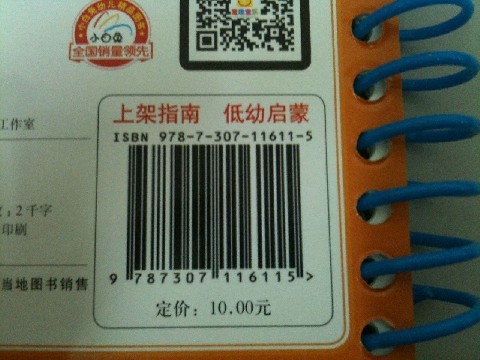 小白兔
全国销量领先
上架指南 低幼启蒙
ISBN 978-7-307-11611-5
工作室
2千字
印刷
当地图书销售
9 787307 116115 >
定价：10.00元